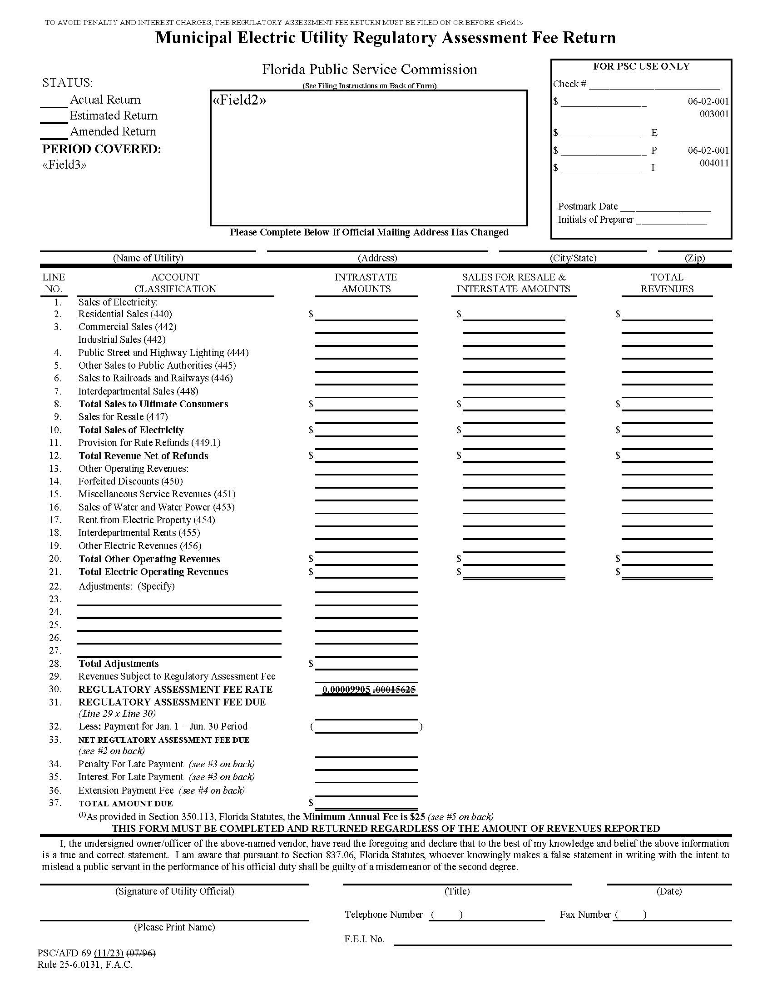 TO AVOID PENALTY AND INTEREST CHARGES, THE REGULATORY ASSESSMENT FEE RETURN MUST BE FILED ON OR BEFORE «Field1»
Municipal Electric Utility Regulatory Assessment Fee Return
Florida Public Service Commission
(See Filing Instructions on Back of Form)
STATUS:
_____ Actual Return
_____ Estimated Return
_____ Amended Return
PERIOD COVERED:
«Field3»
«Field2»
Please Complete Below If Official Mailing Address Has Changed
FOR PSC USE ONLY
Check # __________________________
$ _________________ 06-02-001
003001
$ _________________ E
$ _________________ P 06-02-001
004011
$ _________________ I
Postmark Date __________________
Initials of Preparer ______________
(Name of Utility) (Address) (City/State) (Zip)
LINE NO. ACCOUNT CLASSIFICATION INTRASTATE AMOUNTS SALES FOR RESALE & INTERSTATE AMOUNTS TOTAL REVENUES
1. Sales of Electricity:
2. Residential Sales (440) $ $ $
3. Commercial Sales (442)
Industrial Sales (442)
4. Public Street and Highway Lighting (444)
5. Other Sales to Public Authorities (445)
6. Sales to Railroads and Railways (446)
7. Interdepartmental Sales (448)
8. Total Sales to Ultimate Consumers $ $ $
9. Sales for Resale (447)
10. Total Sales of Electricity $ $ $
11. Provision for Rate Refunds (449.1)
12. Total Revenue Net of Refunds $ $ $
13. Other Operating Revenues:
14. Forfeited Discounts (450)
15. Miscellaneous Service Revenues (451)
16. Sales of Water and Water Power (453)
17. Rent from Electric Property (454)
18. Interdepartmental Rents (455)
19. Other Electric Revenues (456)
20. Total Other Operating Revenues $ $ $
21. Total Electric Operating Revenues $ $ $
22. Adjustments: (Specify)
23.
24.
25.
26.
27.
28. Total Adjustments $
29. Revenues Subject to Regulatory Assessment Fee
30. REGULATORY ASSESSMENT FEE RATE 0.00009905 .00015625
31. REGULATORY ASSESSMENT FEE DUE
(Line 29 x Line 30)
32. Less: Payment for Jan. 1 – Jun. 30 Period ( )
33. NET REGULATORY ASSESSMENT FEE DUE
(see #2 on back)
34. Penalty For Late Payment (see #3 on back)
35. Interest For Late Payment (see #3 on back)
36. Extension Payment Fee (see #4 on back)
37. TOTAL AMOUNT DUE $
(1)As provided in Section 350.113, Florida Statutes, the Minimum Annual Fee is $25 (see #5 on back)
THIS FORM MUST BE COMPLETED AND RETURNED REGARDLESS OF THE AMOUNT OF REVENUES REPORTED
I, the undersigned owner/officer of the above-named vendor, have read the foregoing and declare that to the best of my knowledge and belief the above information
is a true and correct statement. I am aware that pursuant to Section 837.06, Florida Statutes, whoever knowingly makes a false statement in writing with the intent to
mislead a public servant in the performance of his official duty shall be guilty of a misdemeanor of the second degree.
(Signature of Utility Official) (Title) (Date)
Telephone Number ( ) Fax Number ( )
(Please Print Name)
F.E.I. No.
PSC/AFD 69 (11/23) (07/96)
Rule 25-6.0131, F.A.C.